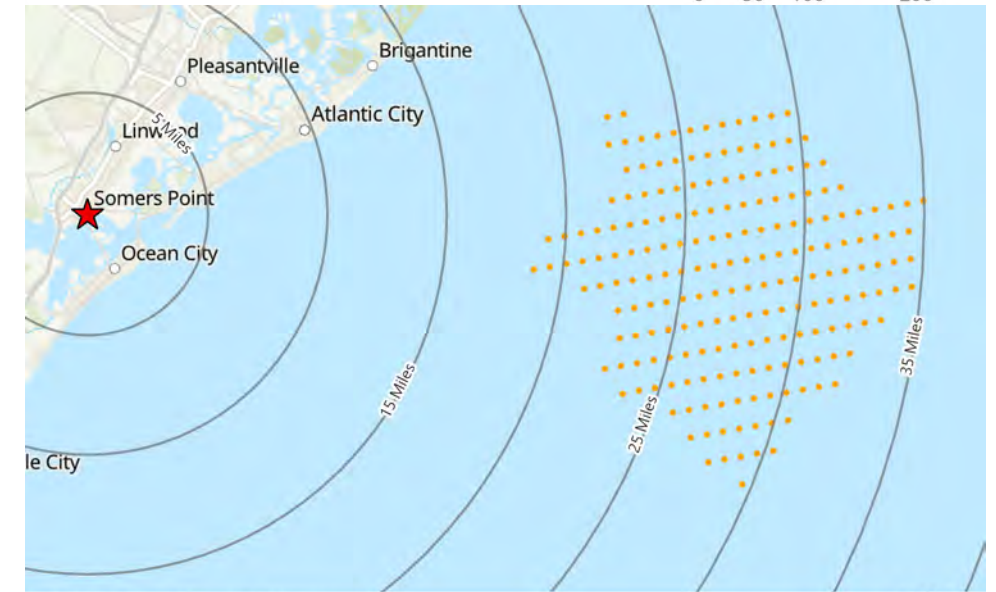 Brigantine
Pleasantville
Atlantic City
5 Miles
Linwood
Somers Point
Ocean City
35 Miles
15 Miles
25 Miles
le City